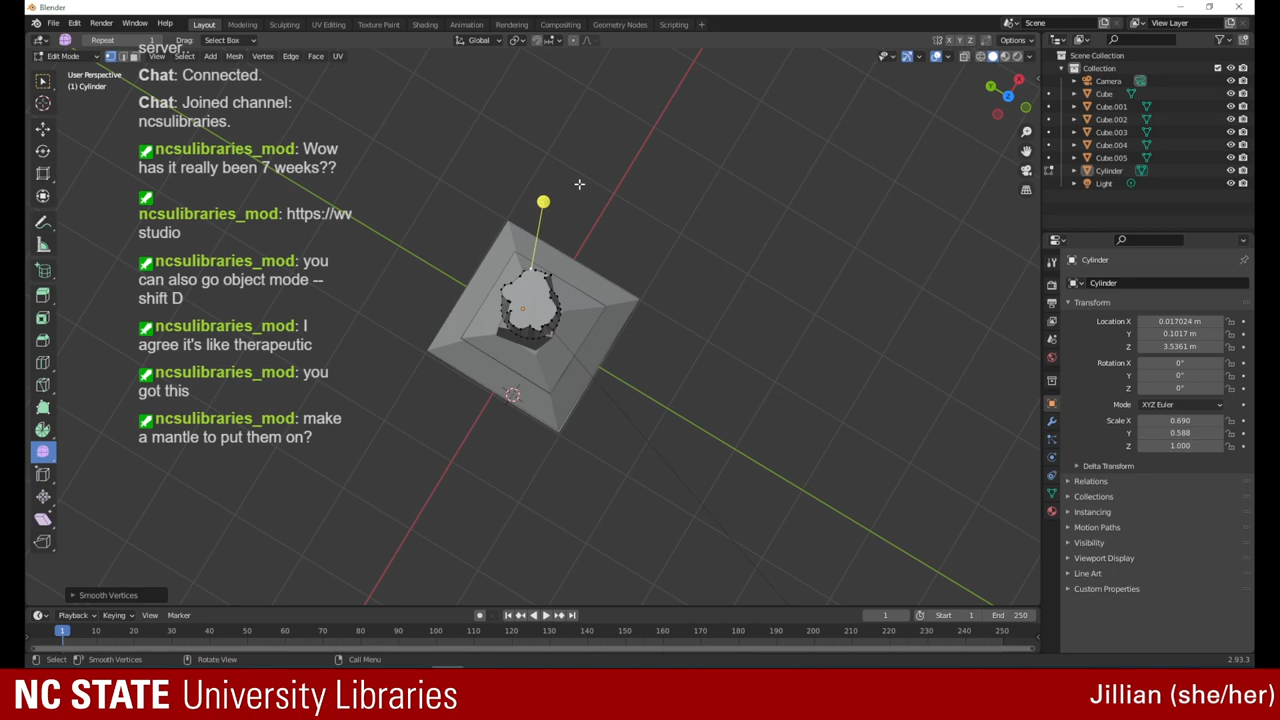 Blender
File Edit Render Window Help Layout Modeling Sculpting UV Editing Texture Paint Shading Animation Rendering Compositing Geometry Nodes Scripting + Scene View Layer
Repeat 1 Drag: Select Box Global X Y Z Options
Edit Mode View Select Add Mesh Vertex Edge Face UV
User Perspective
(1) Cylinder
server..
Chat: Connected.
Chat: Joined channel:
ncsulibraries.
ncsulibraries_mod: Wow
has it really been 7 weeks??
ncsulibraries_mod: https://wv
studio
ncsulibraries_mod: you
can also go object mode --
shift D
ncsulibraries_mod: I
agree it's like therapeutic
ncsulibraries_mod: you
got this
ncsulibraries_mod: make
a mantle to put them on?
X
Y
Z
Scene Collection
Collection
Camera
Cube
Cube.001
Cube.002
Cube.003
Cube.004
Cube.005
Cylinder
Light
Cylinder
Cylinder
Transform
Location X 0.017024 m
Y 0.1017 m
Z 3.5361 m
Rotation X 0°
Y 0°
Z 0°
Mode XYZ Euler
Scale X 0.690
Y 0.588
Z 1.000
Delta Transform
Relations
Collections
Instancing
Motion Paths
Visibility
Viewport Display
Line Art
Custom Properties
Smooth Vertices
Playback Keying View Marker 1 Start 1 End 250
1 10 20 30 40 50 60 70 80 90 100 110 120 130 140 150 160 170 180 190 200 210 220 230 240 250
Select Smooth Vertices Rotate View Call Menu 2.93.3
NC STATE University Libraries Jillian (she/her)